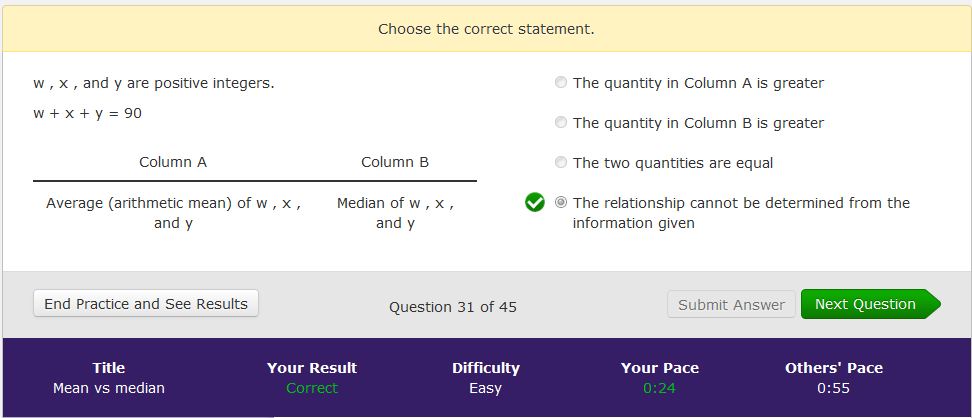 Choose the correct statement.
w , x , and y are positive integers.
w + x + y = 90
Column A
Column B
Average (arithmetic mean) of w , x ,
and y
Median of w , x ,
and y
The quantity in Column A is greater
The quantity in Column B is greater
The two quantities are equal
The relationship cannot be determined from the
information given
End Practice and See Results
Question 31 of 45
Submit Answer
Next Question
Title
Mean vs median
Your Result
Correct
Difficulty
Easy
Your Pace
0:24
Others' Pace
0:55